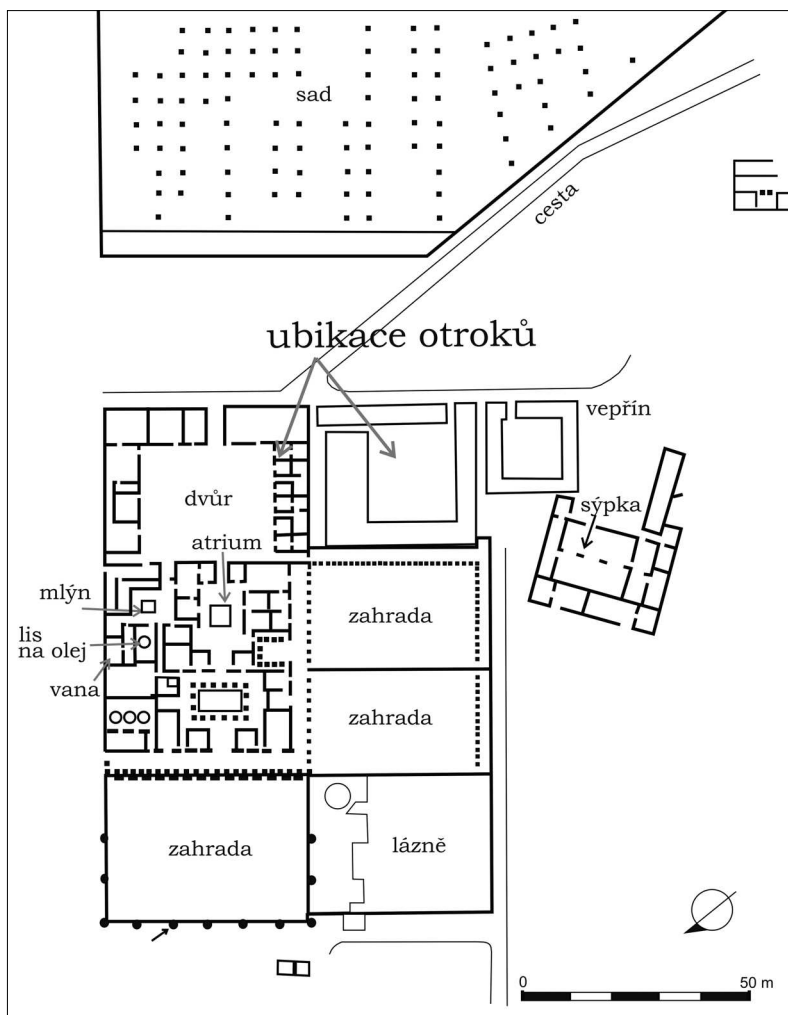 sad
cesta
ubikace otroků
vepřín
dvůr
sýpka
atrium
mlýn
zahrada
lis
na olej
vana
zahrada
zahrada
lázně
0
50 m